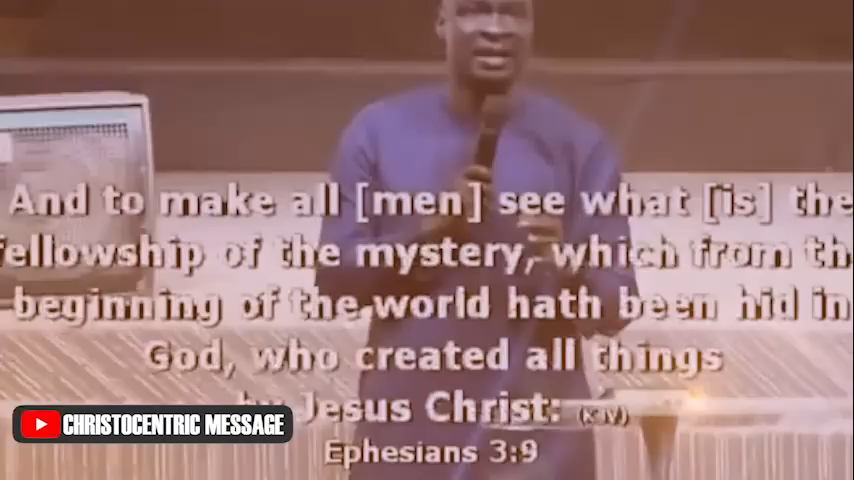 And to make all [men] see what [is] the
fellowship of the mystery, which from th
beginning of the world hath been hid in
God, who created all things
by Jesus Christ: (KJV)
CHRISTOCENTRIC MESSAGE
Ephesians 3:9